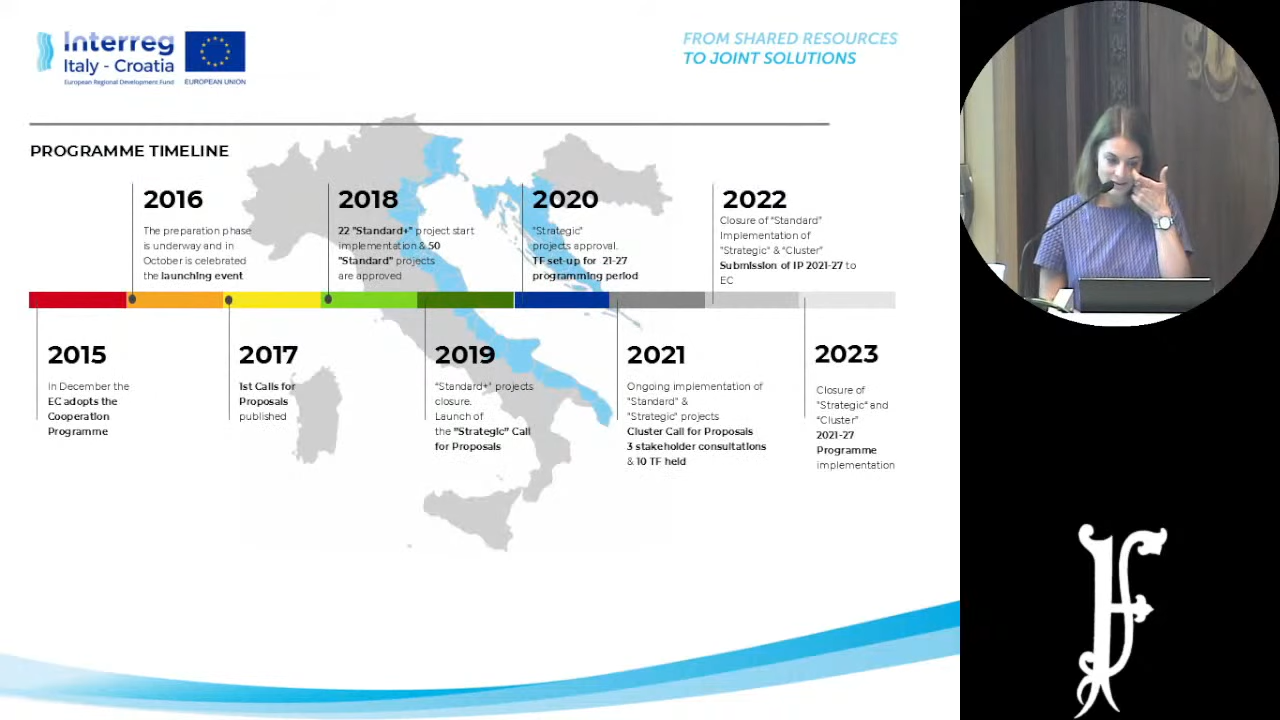 Interreg
Italy - Croatia
European Regional Development Fund
EUROPEAN UNION
FROM SHARED RESOURCES
TO JOINT SOLUTIONS
PROGRAMME TIMELINE
2016
The preparation phase
is underway and in
October is celebrated
the launching event
2018
22 "Standard+" project start
implementation & 50
"Standard" projects
are approved
2020
"Strategic"
projects approval.
TF set-up for 21-27
programming period
2022
Closure of "Standard"
Implementation of
"Strategic" & "Cluster"
Submission of IP 2021-27 to
EC
2015
In December the
EC adopts the
Cooperation
Programme
2017
1st Calls for
Proposals
published
2019
"Standard+" projects
closure.
Launch of
the "Strategic" Call
for Proposals
2021
Ongoing implementation of
"Standard" &
"Strategic" projects
Cluster Call for Proposals
3 stakeholder consultations
& 10 TF held
2023
Closure of
"Strategic" and
"Cluster"
2021-27
Programme
implementation